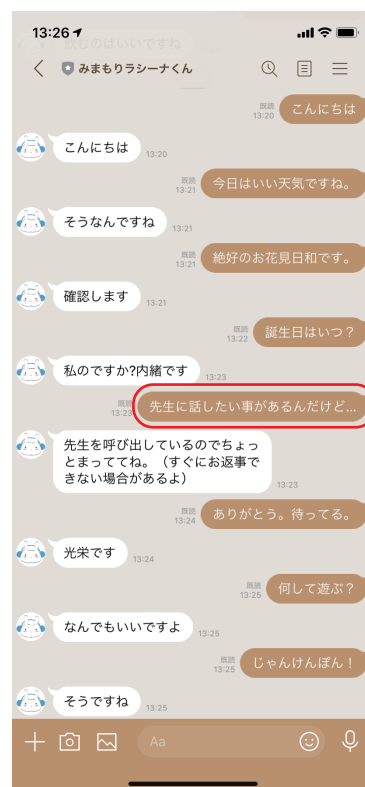 13:26
飲むのはいいですね
みまもりラシーナくん
既読
13:20
こんにちは
こんにちは
13:20
既読
13:21
今日はいい天気ですね。
そうなんですね
13:21
既読
13:21
絶好のお花見日和です。
確認します
13:21
既読
13:22
誕生日はいつ？
私のですか?内緒です
13:23
既読
13:23
先生に話したい事があるんだけど...
先生を呼び出しているのでちょっ
とまっててね。（すぐにお返事で
きない場合があるよ）
13:23
既読
13:24
ありがとう。待ってる。
光栄です
13:24
既読
13:25
何して遊ぶ？
なんでもいいですよ
13:25
既読
13:25
じゃんけんぽん！
そうですね
13:25
Aa